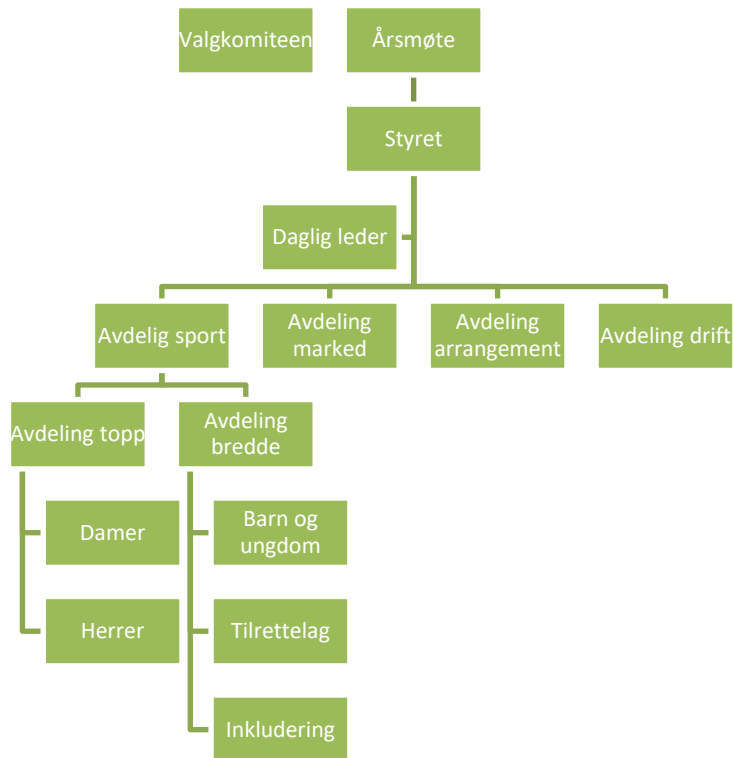 Valgkomiteen
Årsmøte
Styret
Daglig leder
Avdelig sport
Avdeling
marked
Avdeling
arrangement
Avdeling drift
Avdeling topp
Avdeling
bredde
Damer
Barn og
ungdom
Herrer
Tilrettelag
Inkludering